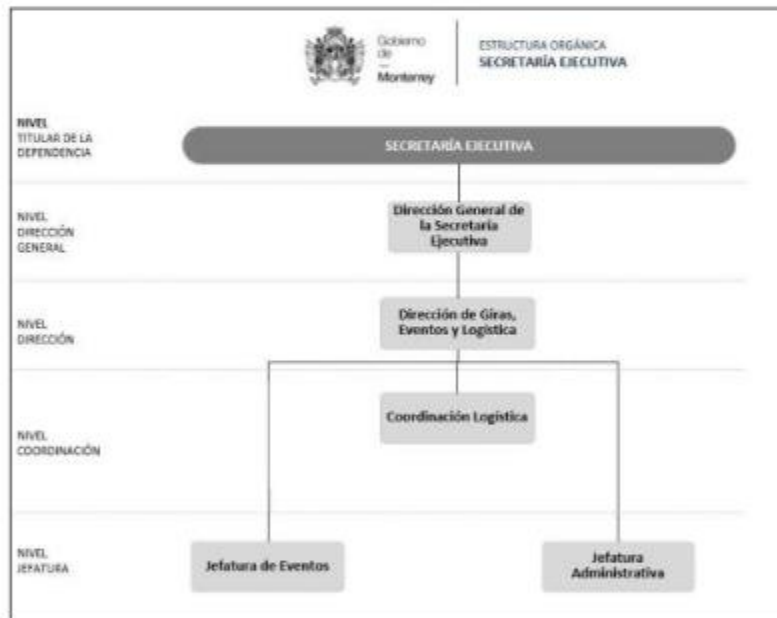 Gobierno
de
—
Monterrey
ESTRUCTURA ORGÁNICA
SECRETARÍA EJECUTIVA
NIVEL
TITULAR DE LA
DEPENDENCIA
SECRETARÍA EJECUTIVA
NIVEL
DIRECCIÓN
GENERAL
Dirección General de
la Secretaría
Ejecutiva
NIVEL
DIRECCIÓN
Dirección de Giras,
Eventos y Logística
NIVEL
COORDINACIÓN
Coordinación Logística
NIVEL
JEFATURA
Jefatura de Eventos
Jefatura
Administrativa